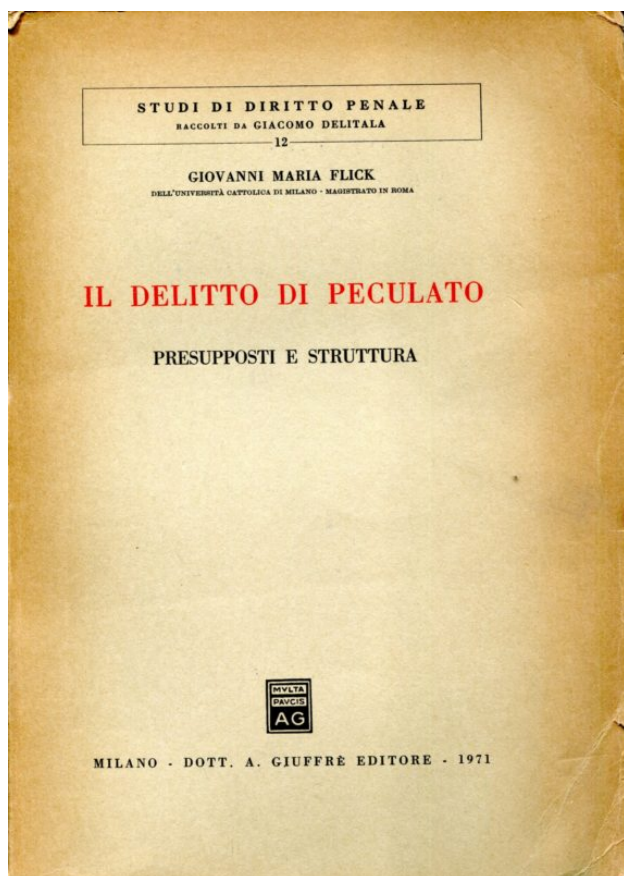 STUDI DI DIRITTO PENALE
RACCOLTI DA GIACOMO DELITALA
12
GIOVANNI MARIA FLICK
DELL'UNIVERSITÀ CATTOLICA DI MILANO - MAGISTRATO IN ROMA
IL DELITTO DI PECULATO
PRESUPPOSTI E STRUTTURA
MVLTA
PAVCIS
AG
MILANO - DOTT. A. GIUFFRÈ EDITORE - 1971